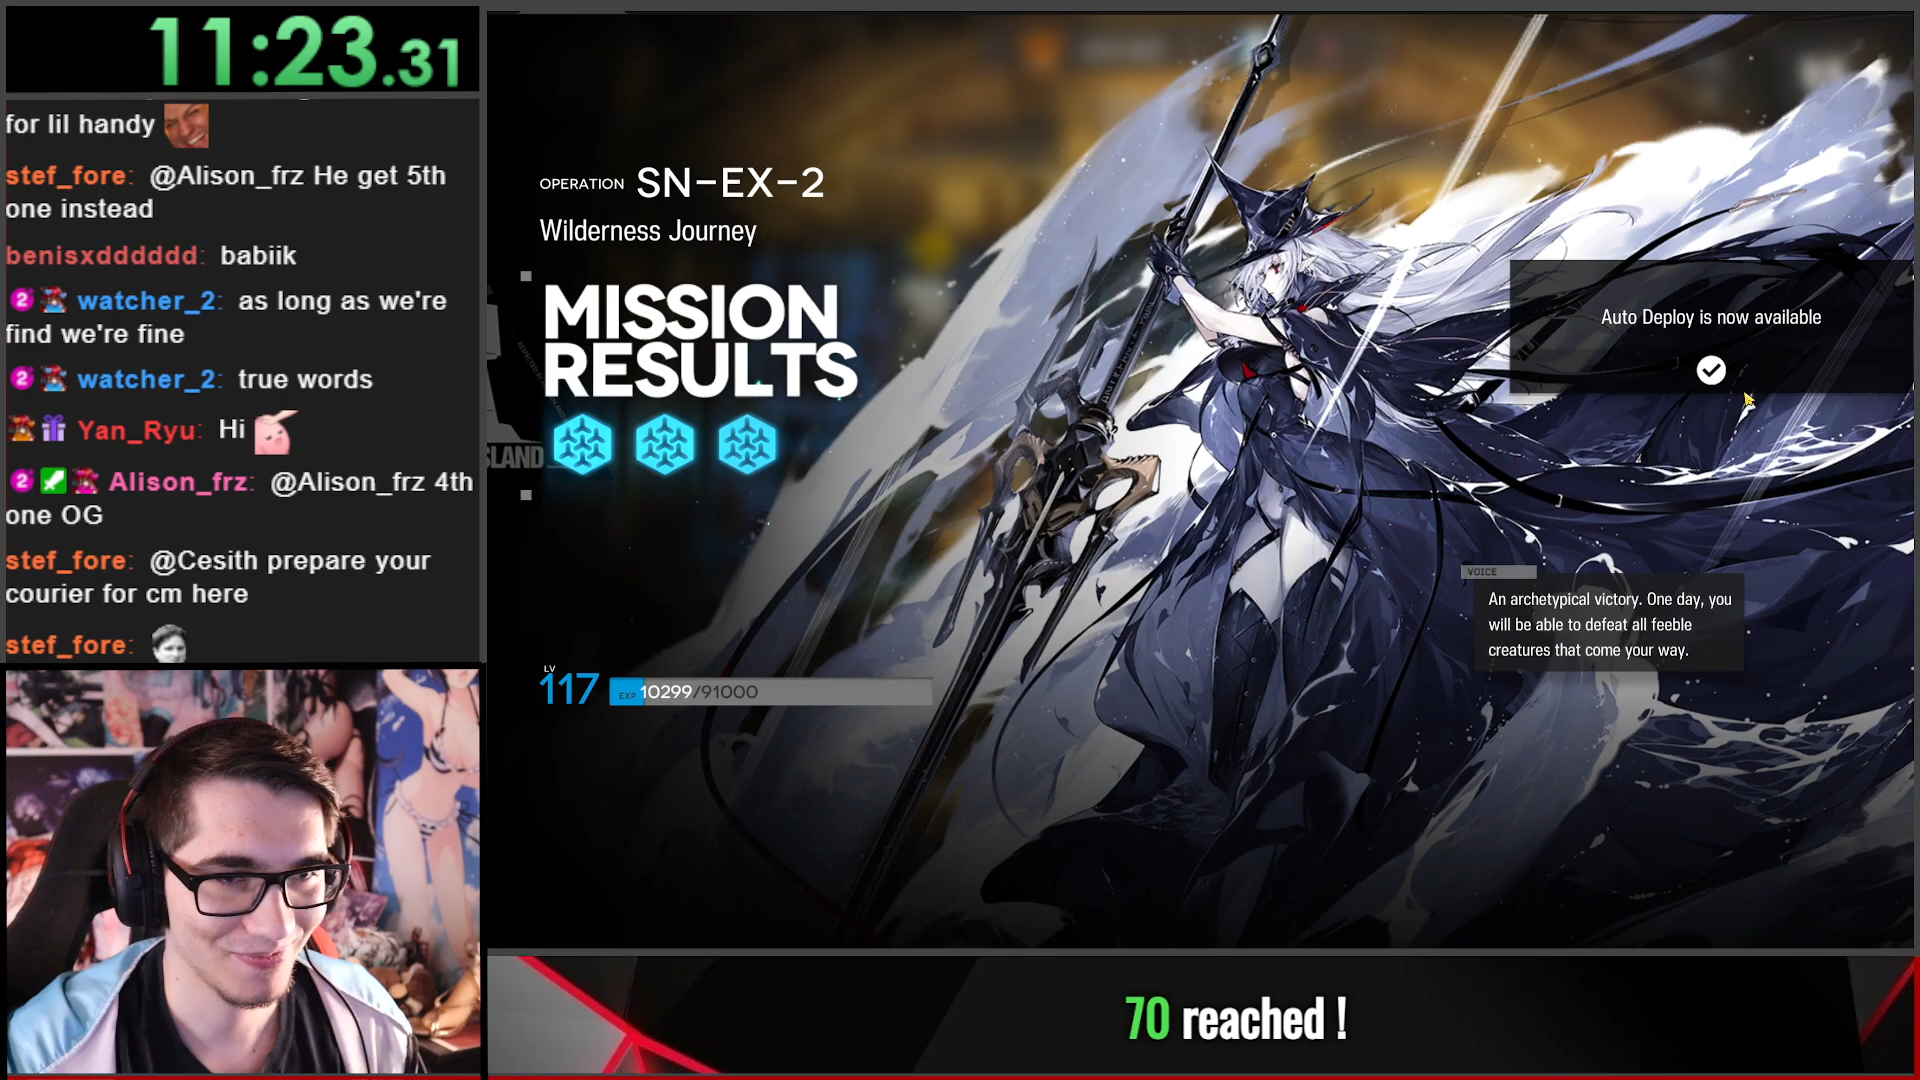 11:23.31
for lil handy
stef_fore: @Alison_frz He get 5th
one instead
benisxdddddd: babiik
2 watcher_2: as long as we're
find we're fine
2 watcher_2: true words
Yan_Ryu: Hi
2 Alison_frz: @Alison_frz 4th
one OG
stef_fore: @Cesith prepare your
courier for cm here
stef_fore:
OPERATION SN-EX-2
Wilderness Journey
MISSION
RESULTS
SLAND
LV
117 EXP 10299/91000
Auto Deploy is now available
VOICE
An archetypical victory. One day, you
will be able to defeat all feeble
creatures that come your way.
70 reached !